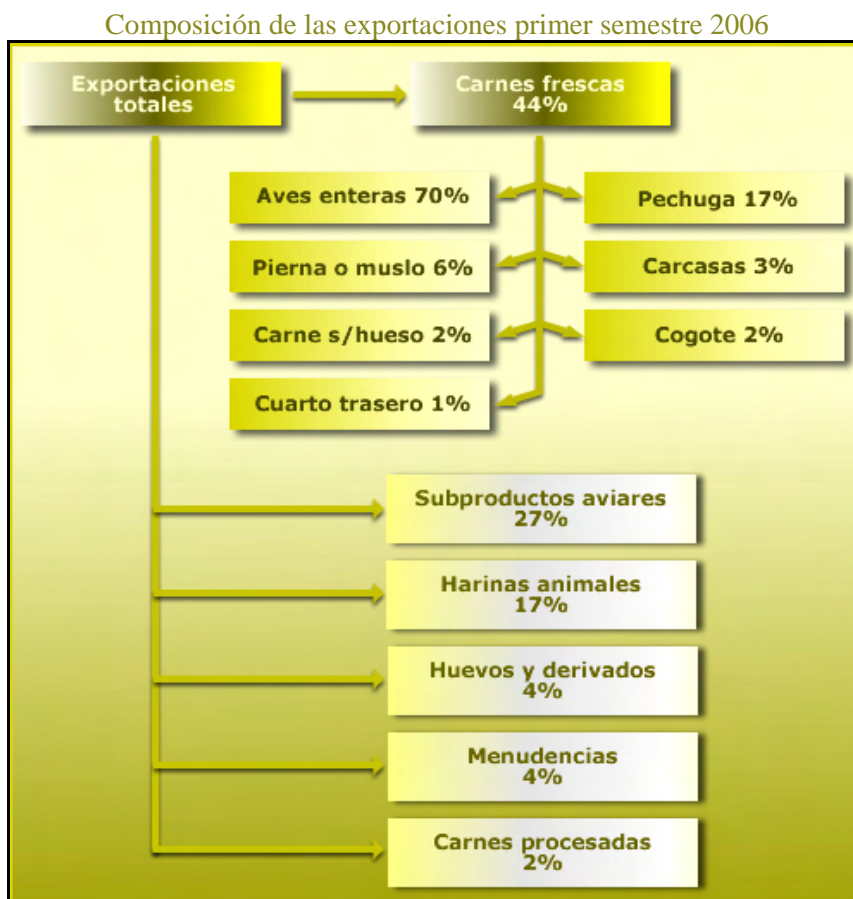 Composición de las exportaciones primer semestre 2006
Exportaciones
totales
Carnes frescas
44%
Aves enteras 70%
Pechuga 17%
Pierna o muslo 6%
Carcasas 3%
Carne s/hueso 2%
Cogote 2%
Cuarto trasero 1%
Subproductos aviares
27%
Harinas animales
17%
Huevos y derivados
4%
Menudencias
4%
Carnes procesadas
2%